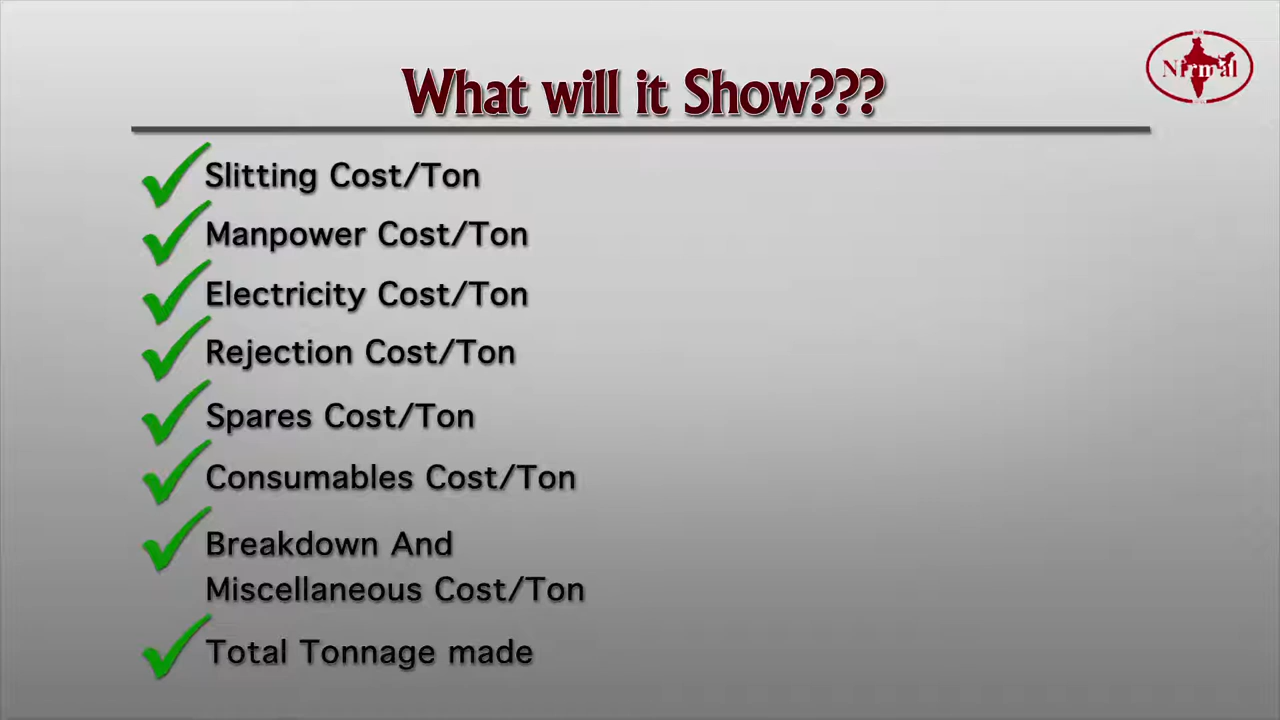 What will it Show???
Nirmal
Slitting Cost/Ton
Manpower Cost/Ton
Electricity Cost/Ton
Rejection Cost/Ton
Spares Cost/Ton
Consumables Cost/Ton
Breakdown And
Miscellaneous Cost/Ton
Total Tonnage made